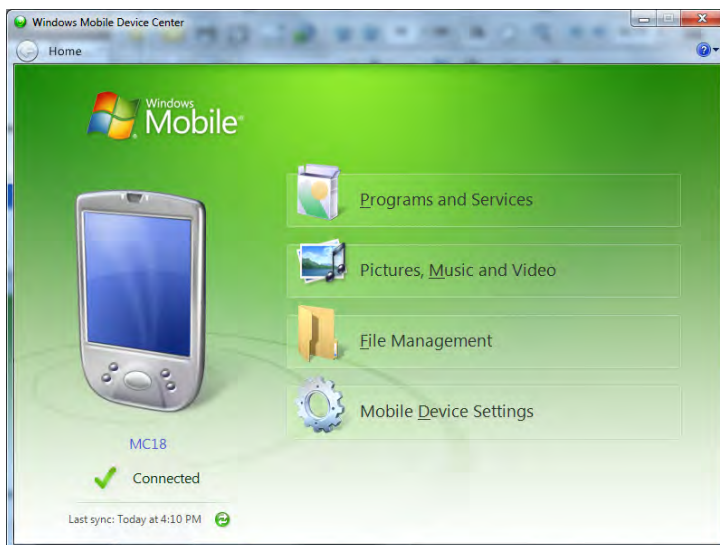 Windows Mobile Device Center
Home
Windows
Mobile
Programs and Services
Pictures, Music and Video
File Management
Mobile Device Settings
MC18
Connected
Last sync: Today at 4:10 PM